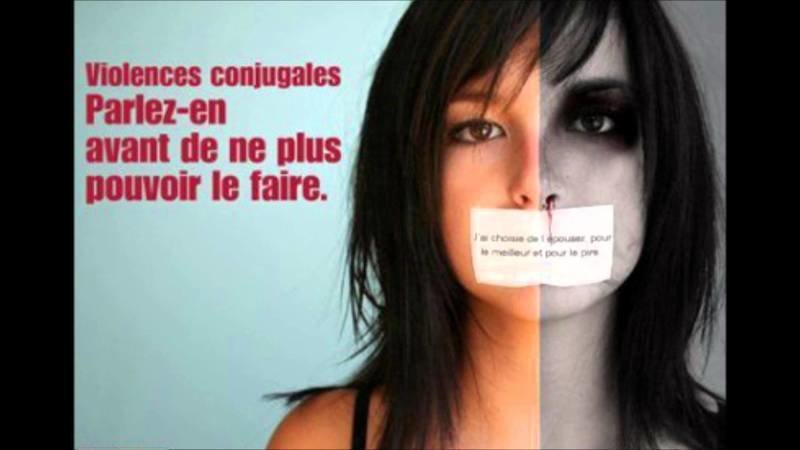 Violences conjugales
Parlez-en
avant de ne plus
pouvoir le faire.
J'ai choisie de l'épouser, pour
le meilleur et pour le pire